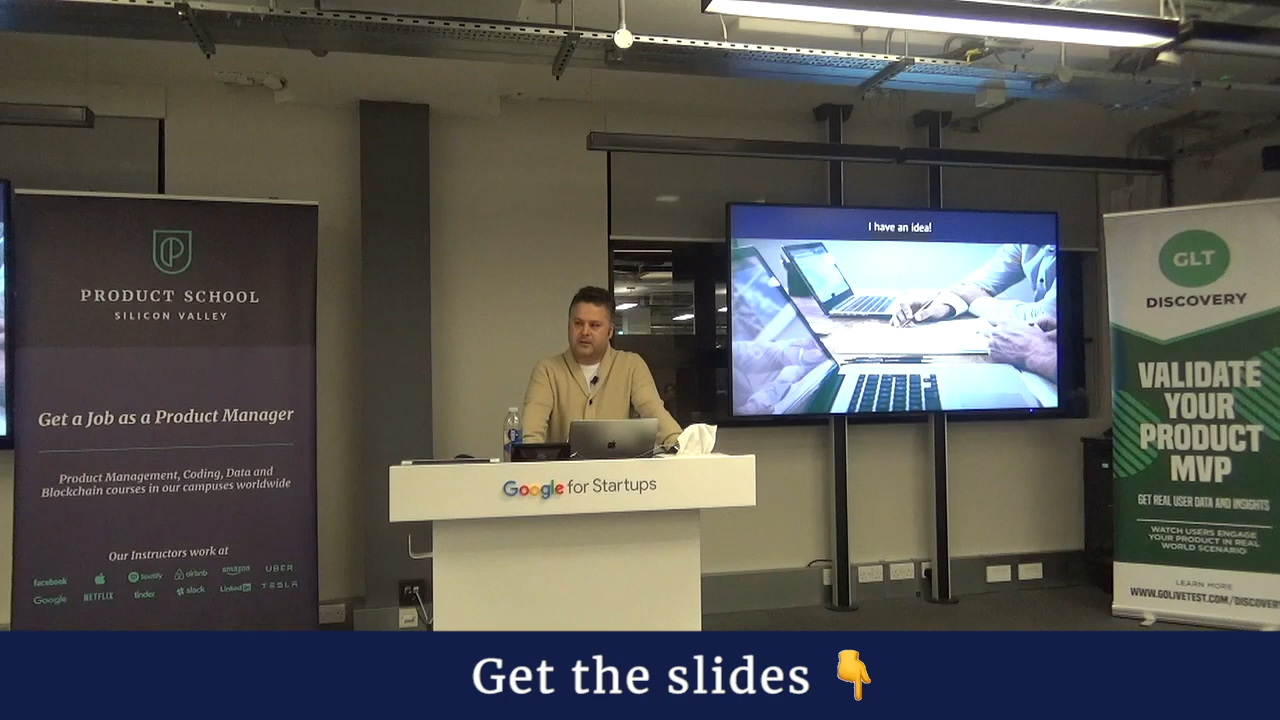 PRODUCT SCHOOL
SILICON VALLEY
Get a Job as a Product Manager
Product Management, Coding, Data and
Blockchain courses in our campuses worldwide
Our Instructors work at
facebook Spotify airbnb amazon UBER
Google NETFLIX tinder slack LinkedIn TESLA
Google for Startups
I have an idea!
GLT
DISCOVERY
VALIDATE
YOUR
PRODUCT
MVP
GET REAL USER DATA AND INSIGHTS
WATCH USERS ENGAGE
YOUR PRODUCT IN REAL
WORLD SCENARIO
LEARN MORE
WWW.GOLIVETEST.COM/DISCOVER
Get the slides 👇